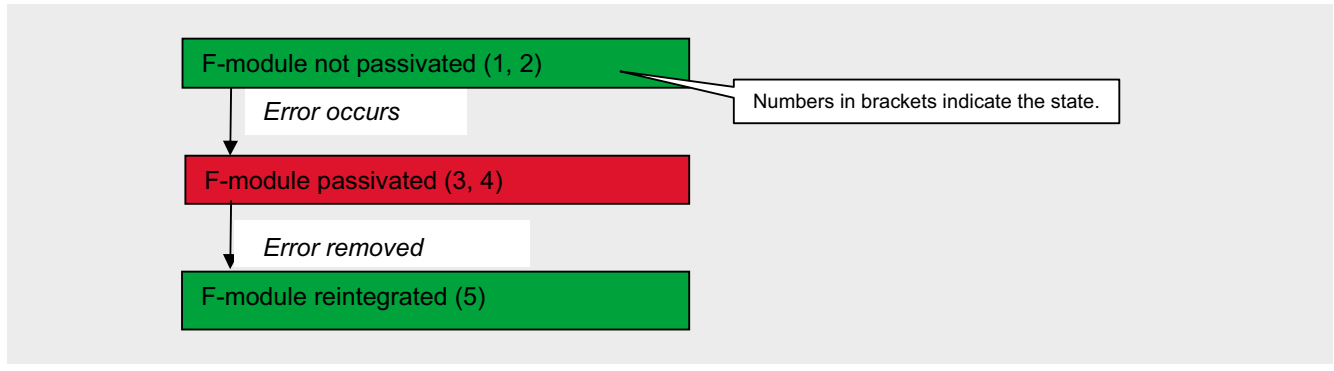 F-module not passivated (1, 2)
Numbers in brackets indicate the state.
Error occurs
F-module passivated (3, 4)
Error removed
F-module reintegrated (5)